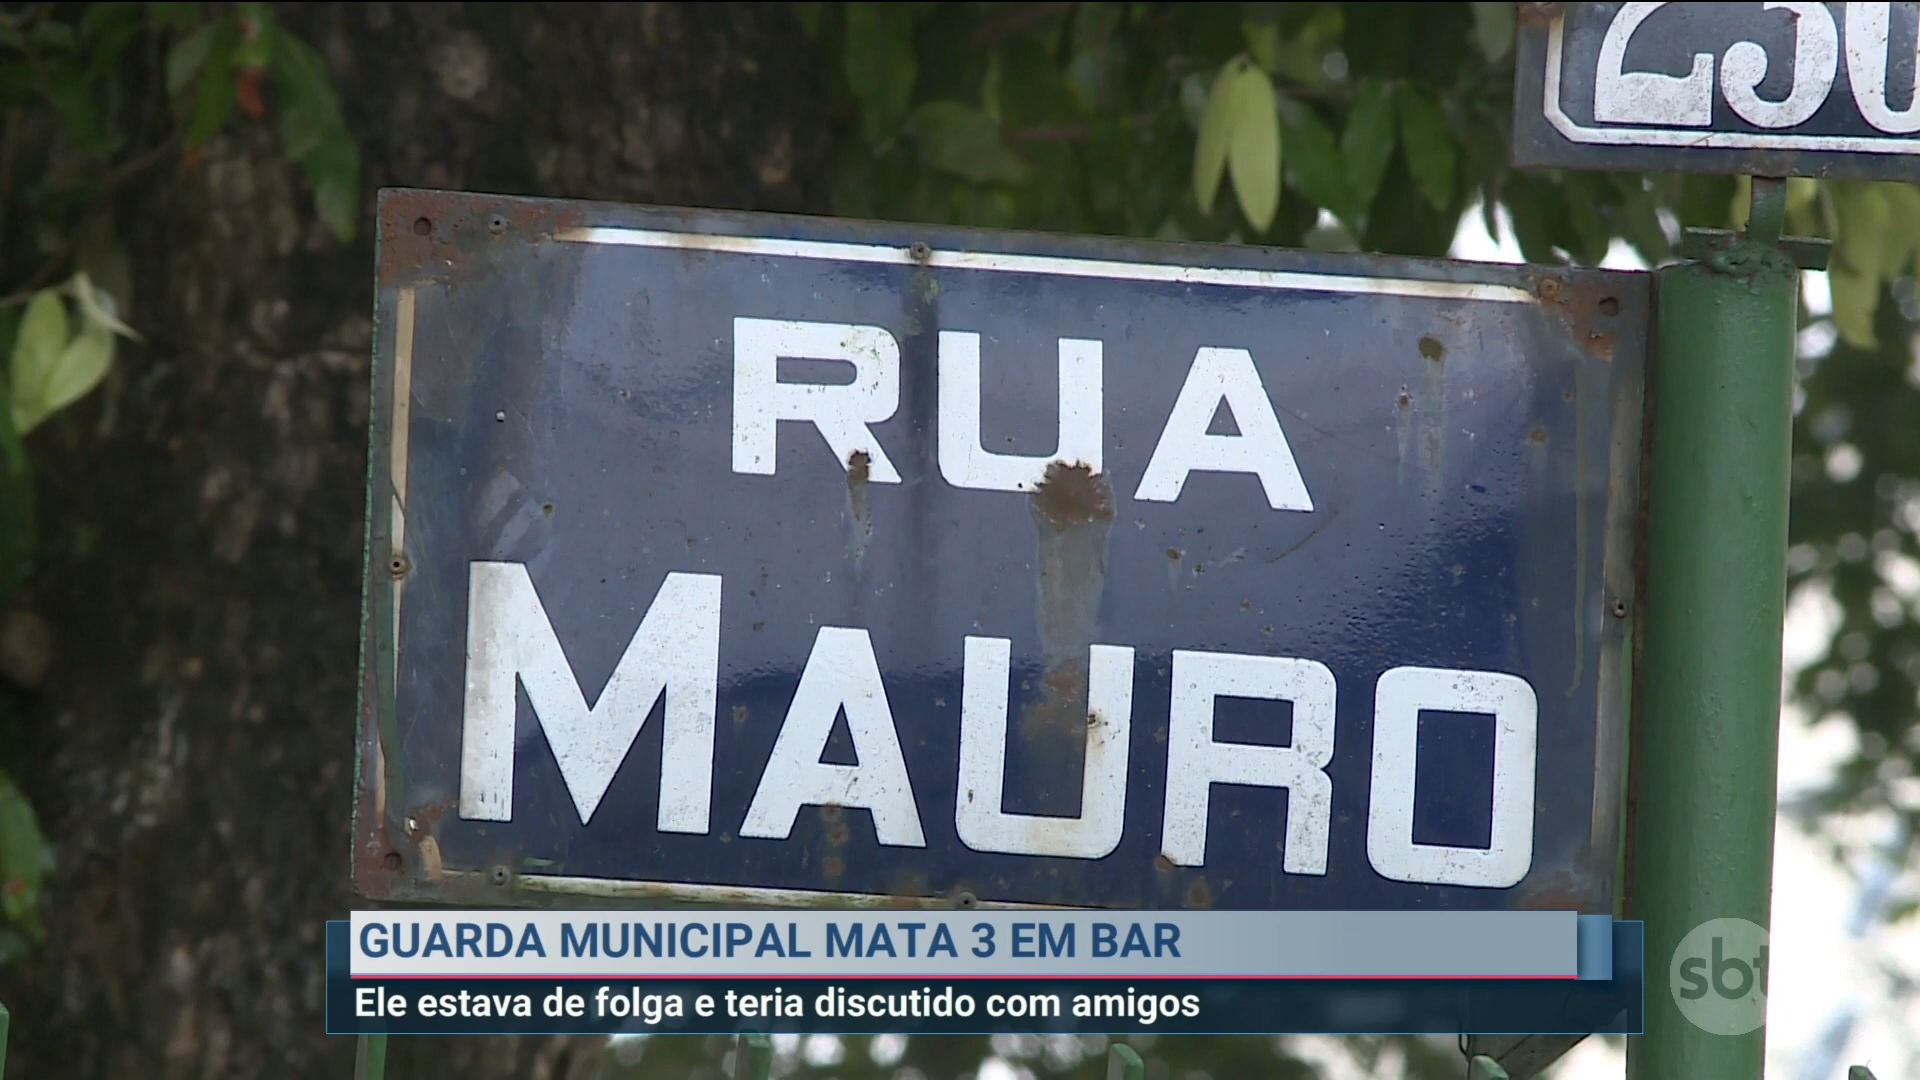 RUA
MAURO
GUARDA MUNICIPAL MATA 3 EM BAR
Ele estava de folga e teria discutido com amigos
sbt